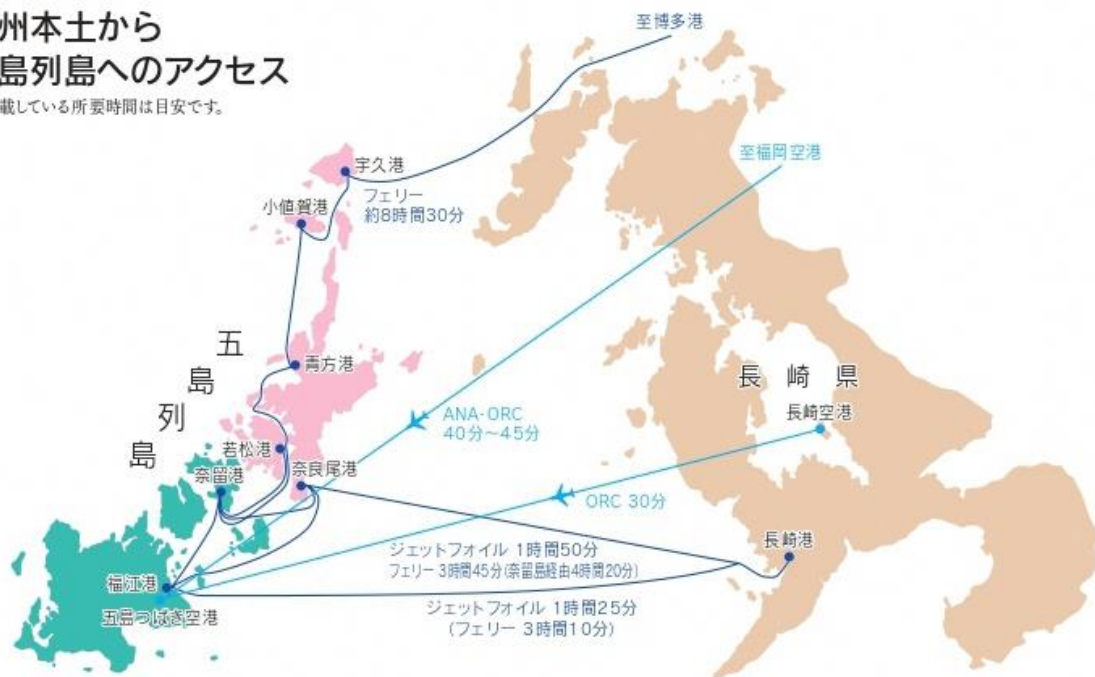 州本土から
島列島へのアクセス
載している所要時間は目安です。
至博多港
至福岡空港
宇久港
フェリー
約8時間30分
小値賀港
五島列島
青方港
長崎県
長崎空港
ANA・ORC
40分〜45分
若松港
奈良尾港
奈留港
ORC 30分
長崎港
ジェットフォイル 1時間50分
フェリー 3時間45分(奈留島経由4時間20分)
福江港
五島つばき空港
ジェットフォイル 1時間25分
(フェリー 3時間10分)